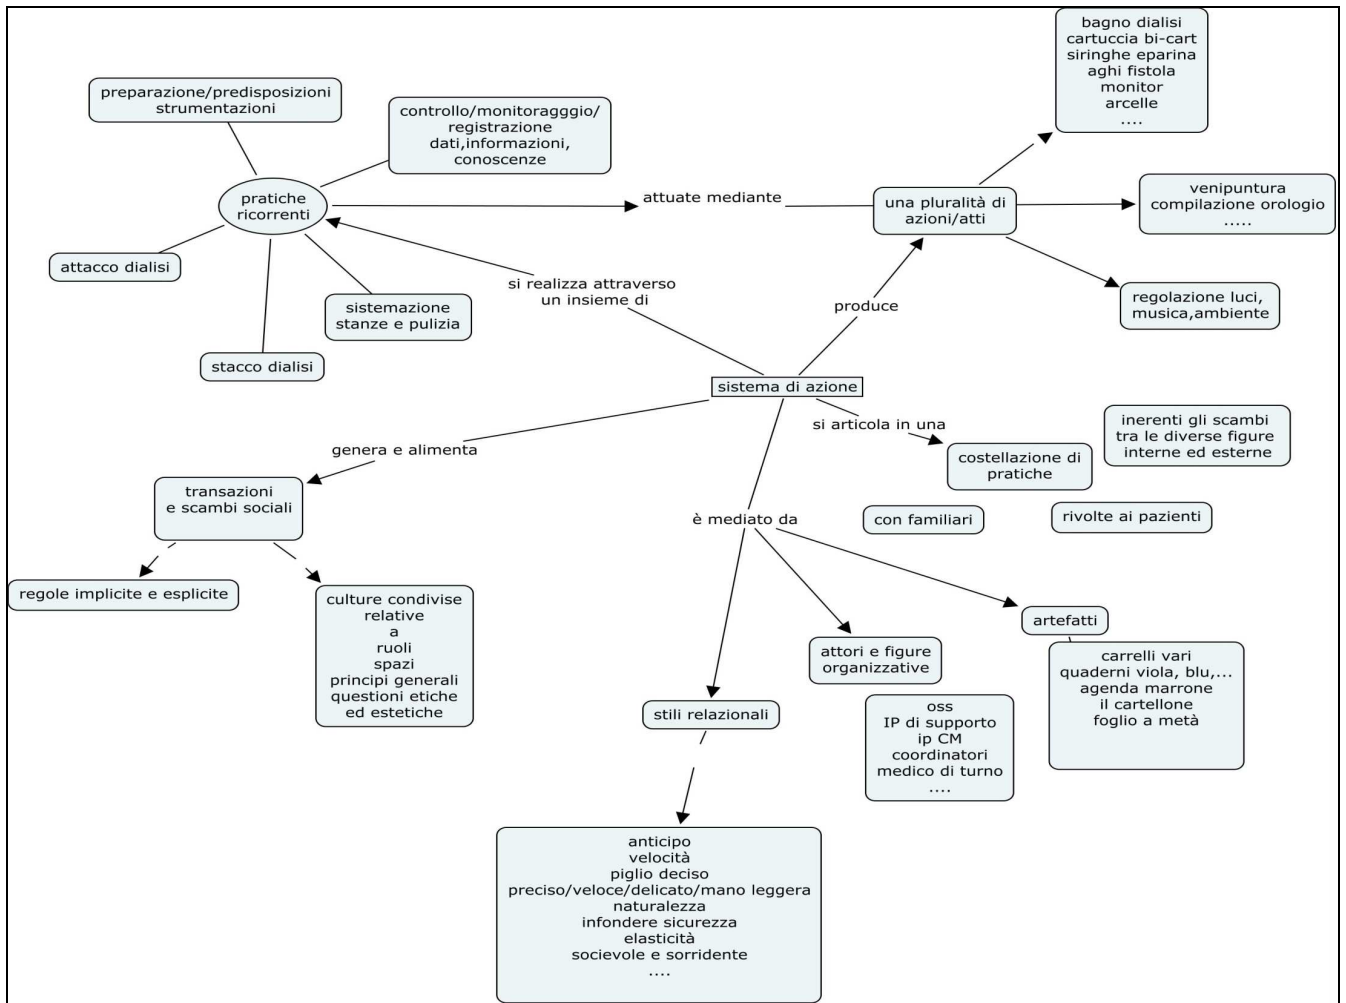 bagno dialisi
cartuccia bi-cart
siringhe eparina
aghi fistola
monitor
arcelle
....
preparazione/predisposizioni
strumentazioni
controllo/monitoragggio/
registrazione
dati,informazioni,
conoscenze
pratiche
ricorrenti
attuate mediante
una pluralità di
azioni/atti
venipuntura
compilazione orologio
.....
attacco dialisi
si realizza attraverso
un insieme di
sistemazione
stanze e pulizia
produce
regolazione luci,
musica,ambiente
stacco dialisi
sistema di azione
genera e alimenta
si articola in una
inerenti gli scambi
tra le diverse figure
interne ed esterne
costellazione di
pratiche
transazioni
e scambi sociali
è mediato da
con familiari
rivolte ai pazienti
regole implicite e esplicite
culture condivise
relative
a
ruoli
spazi
principi generali
questioni etiche
ed estetiche
artefatti
attori e figure
organizzative
carrelli vari
quaderni viola, blu,...
agenda marrone
il cartellone
foglio a metà
stili relazionali
oss
IP di supporto
ip CM
coordinatori
medico di turno
....
anticipo
velocità
piglio deciso
preciso/veloce/delicato/mano leggera
naturalezza
infondere sicurezza
elasticità
socievole e sorridente
....